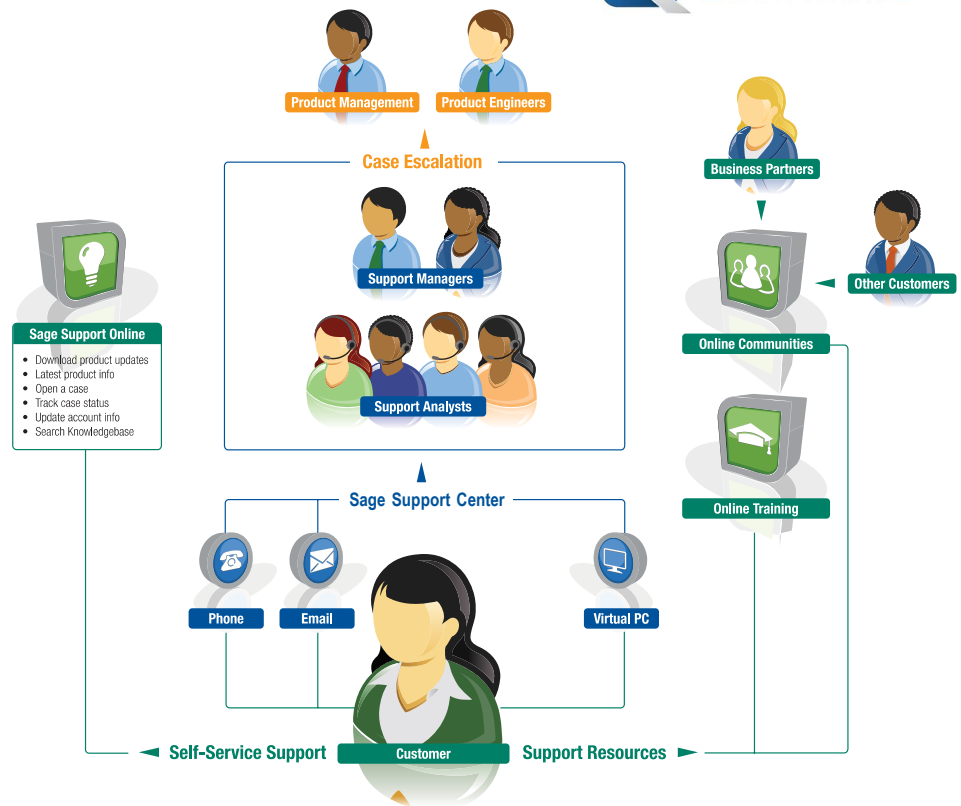 Product Management
Product Engineers
Case Escalation
Business Partners
Support Managers
Other Customers
Sage Support Online
• Download product updates
• Latest product info
• Open a case
• Track case status
• Update account info
• Search Knowledgebase
Online Communities
Support Analysts
Sage Support Center
Online Training
Phone
Email
Virtual PC
Self-Service Support
Customer
Support Resources